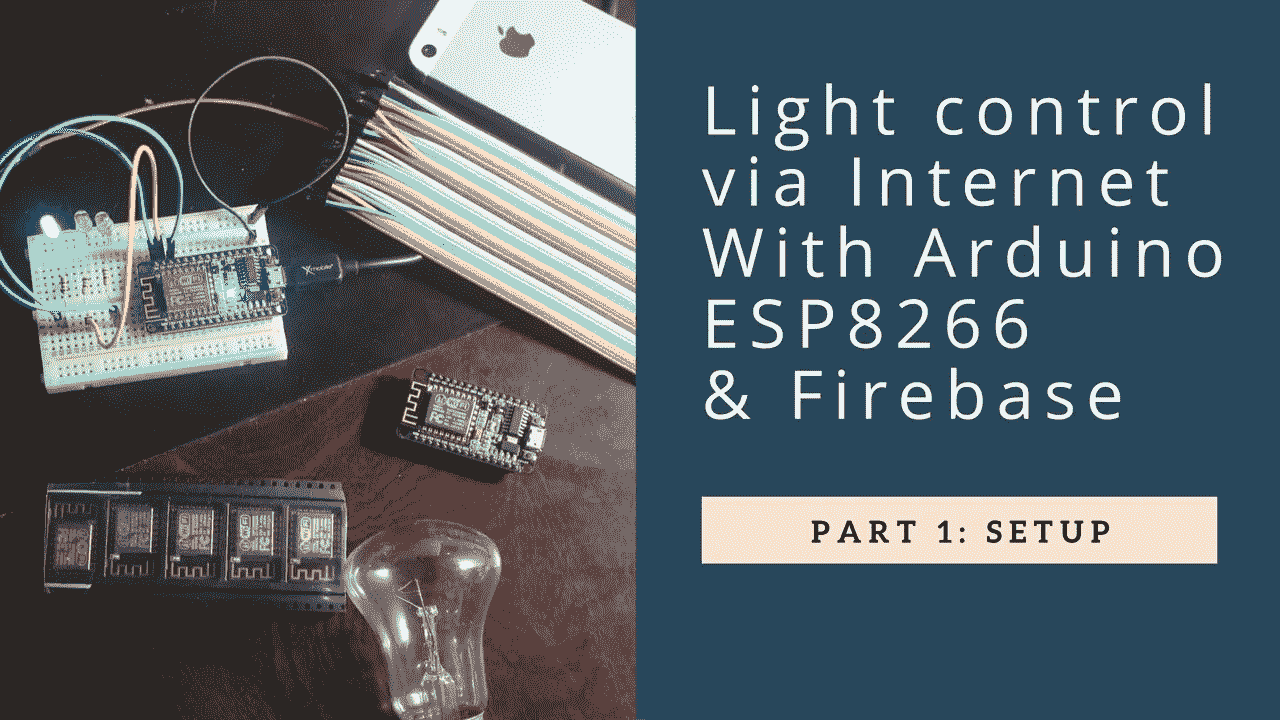 Light control
via Internet
With Arduino
ESP8266
& Firebase
PART 1: SETUP